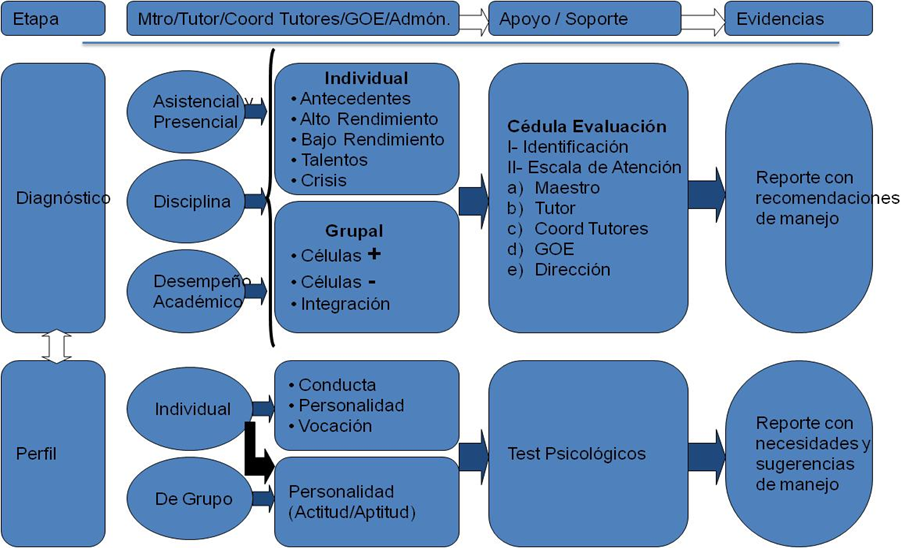 Etapa
Mtro/Tutor/Coord Tutores/GOE/Admón.
Apoyo / Soporte
Evidencias
Diagnóstico
Asistencial y
Presencial
Disciplina
Desempeño
Académico
Individual
• Antecedentes
• Alto Rendimiento
• Bajo Rendimiento
• Talentos
• Crisis
Grupal
• Células +
• Células -
• Integración
Cédula Evaluación
I- Identificación
II- Escala de Atención
a) Maestro
b) Tutor
c) Coord Tutores
d) GOE
e) Dirección
Reporte con
recomendaciones
de manejo
Perfil
Individual
De Grupo
• Conducta
• Personalidad
• Vocación
Personalidad
(Actitud/Aptitud)
Test Psicológicos
Reporte con
necesidades y
sugerencias
de manejo